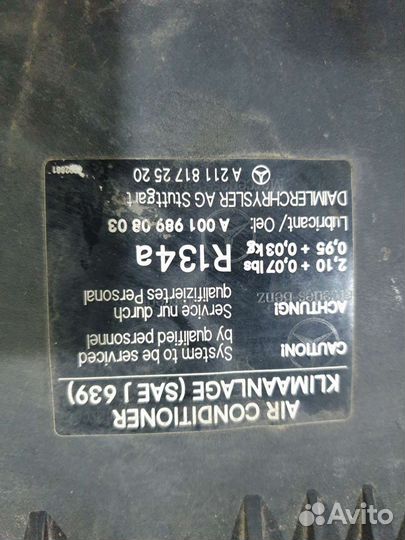 AIR CONDITIONER
KLIMAANLAGE (SAE J 639)
CAUTION! System to be serviced
by qualified personnel
ACHTUNG! Service nur durch
qualifiziertes Personal
2,10 + 0,07 lbs R134a
0,95 + 0,03 kg
Lubricant/ Oel: A 001 989 08 03
DAIMLERCHRYSLER AG Stuttgart
A 211 817 25 20
Avito